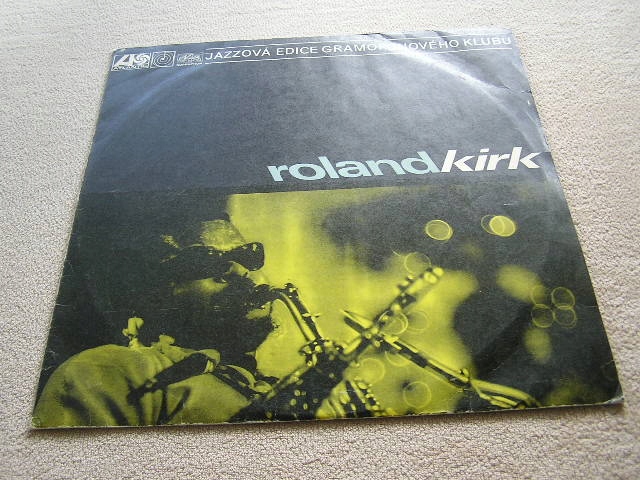 JAZZOVÁ EDICE GRAMOFONOVÉHO KLUBU
rolandkirk